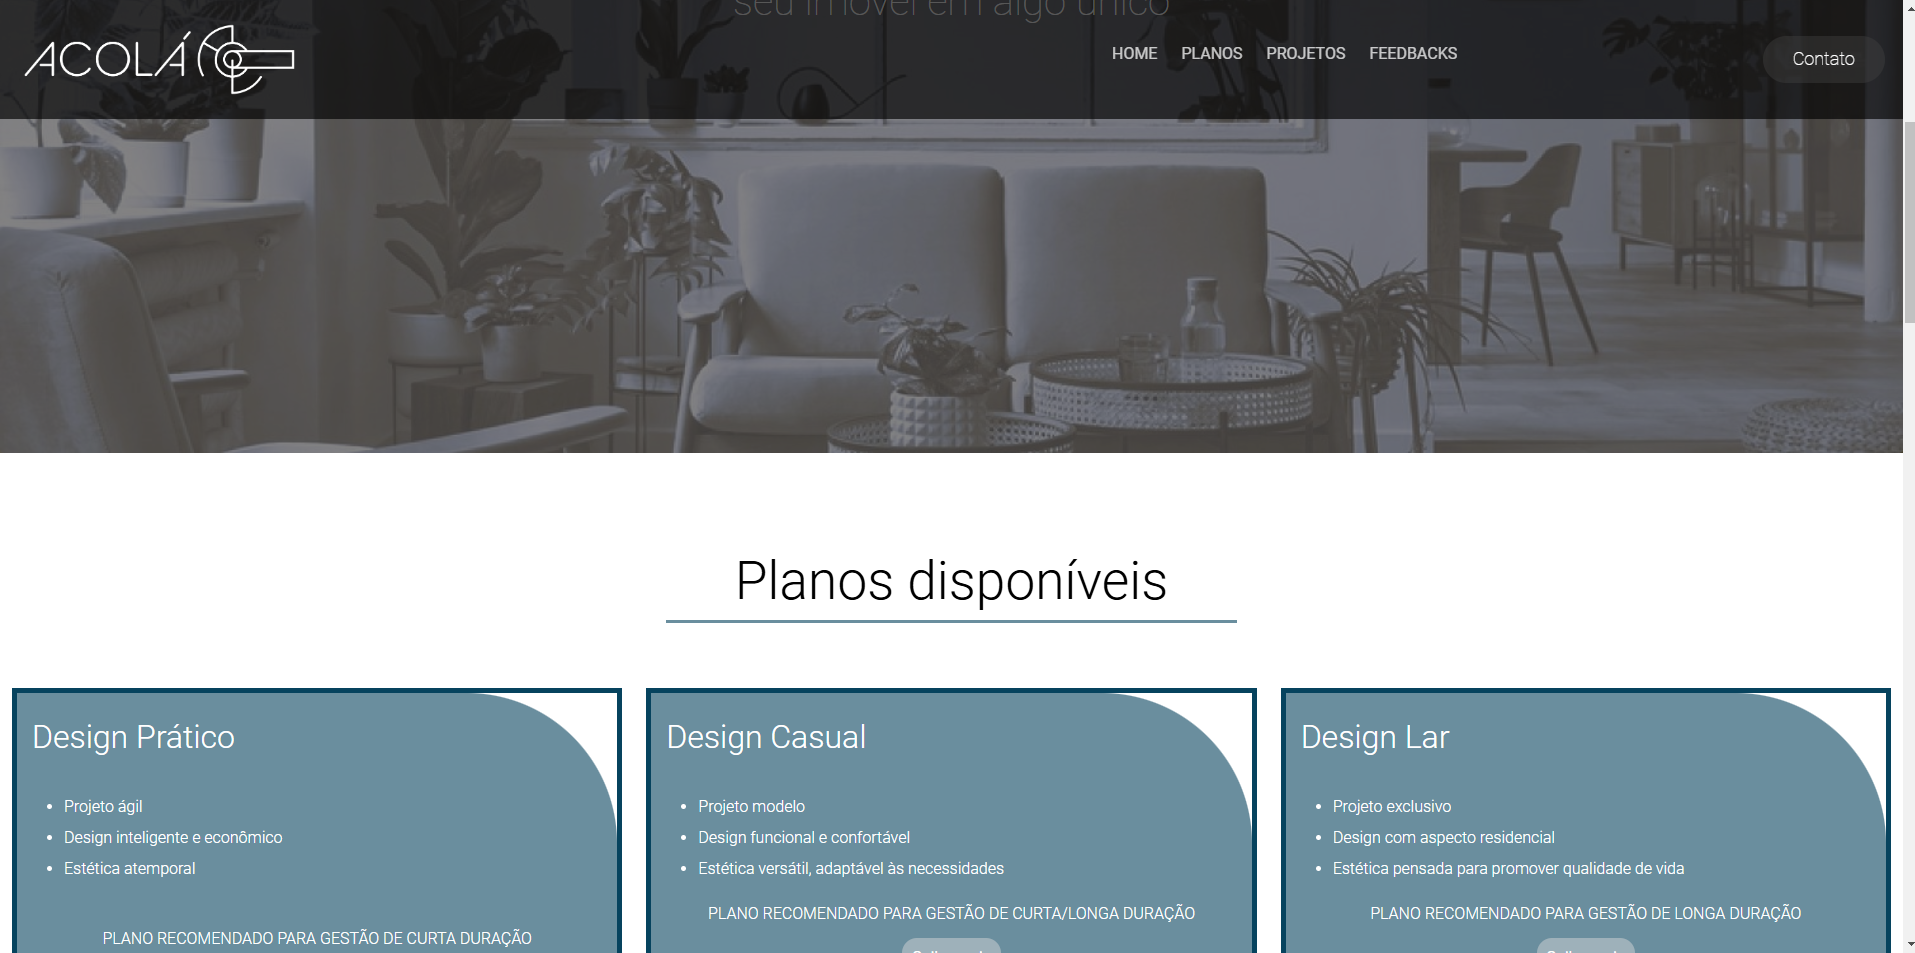 seu imóvel em algo único
ACOLÁ
HOME PLANOS PROJETOS FEEDBACKS
Contato
Planos disponíveis
Design Prático
Projeto ágil
Design inteligente e econômico
Estética atemporal
PLANO RECOMENDADO PARA GESTÃO DE CURTA DURAÇÃO
Design Casual
Projeto modelo
Design funcional e confortável
Estética versátil, adaptável às necessidades
PLANO RECOMENDADO PARA GESTÃO DE CURTA/LONGA DURAÇÃO
Design Lar
Projeto exclusivo
Design com aspecto residencial
Estética pensada para promover qualidade de vida
PLANO RECOMENDADO PARA GESTÃO DE LONGA DURAÇÃO